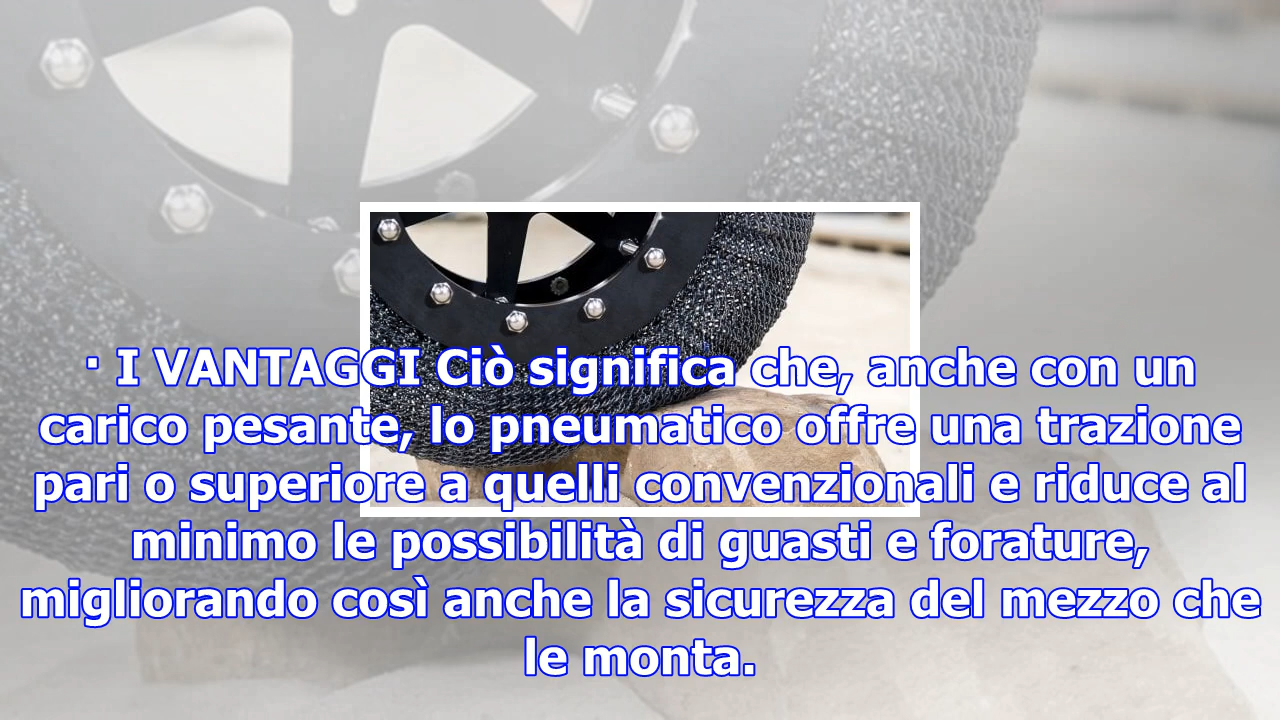 · I VANTAGGI Ciò significa che, anche con un
carico pesante, lo pneumatico offre una trazione
pari o superiore a quelli convenzionali e riduce al
minimo le possibilità di guasti e forature,
migliorando così anche la sicurezza del mezzo che
le monta.